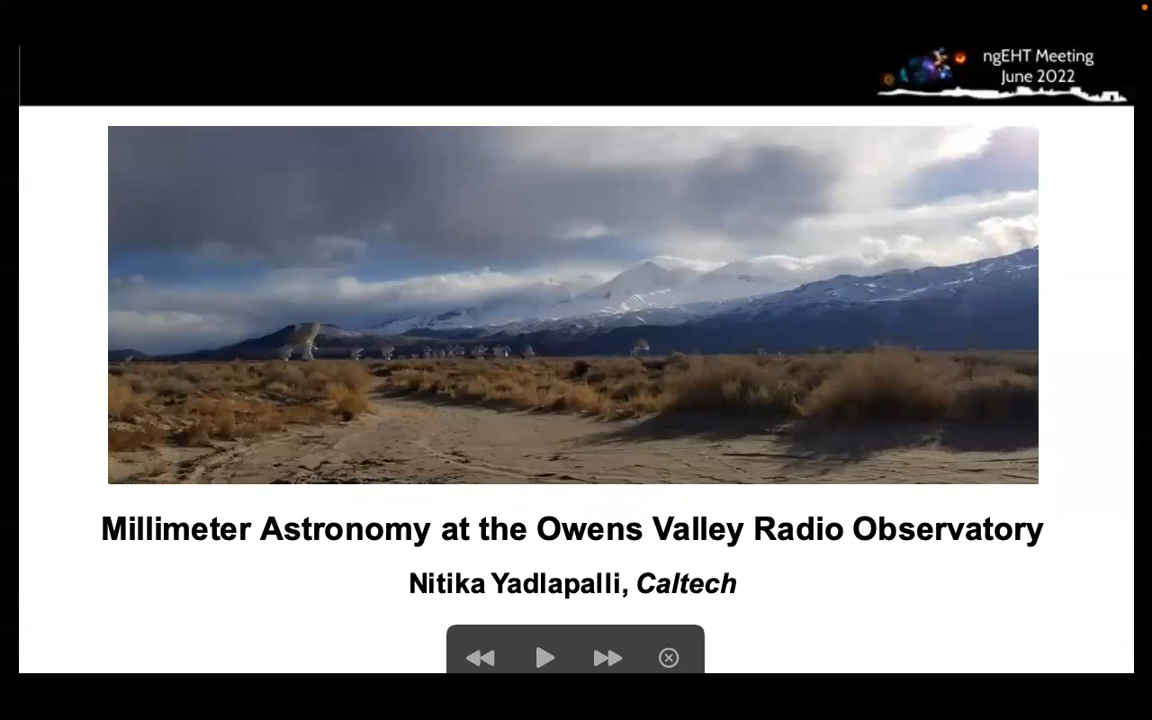 ngEHT Meeting
June 2022
Millimeter Astronomy at the Owens Valley Radio Observatory
Nitika Yadlapalli, Caltech